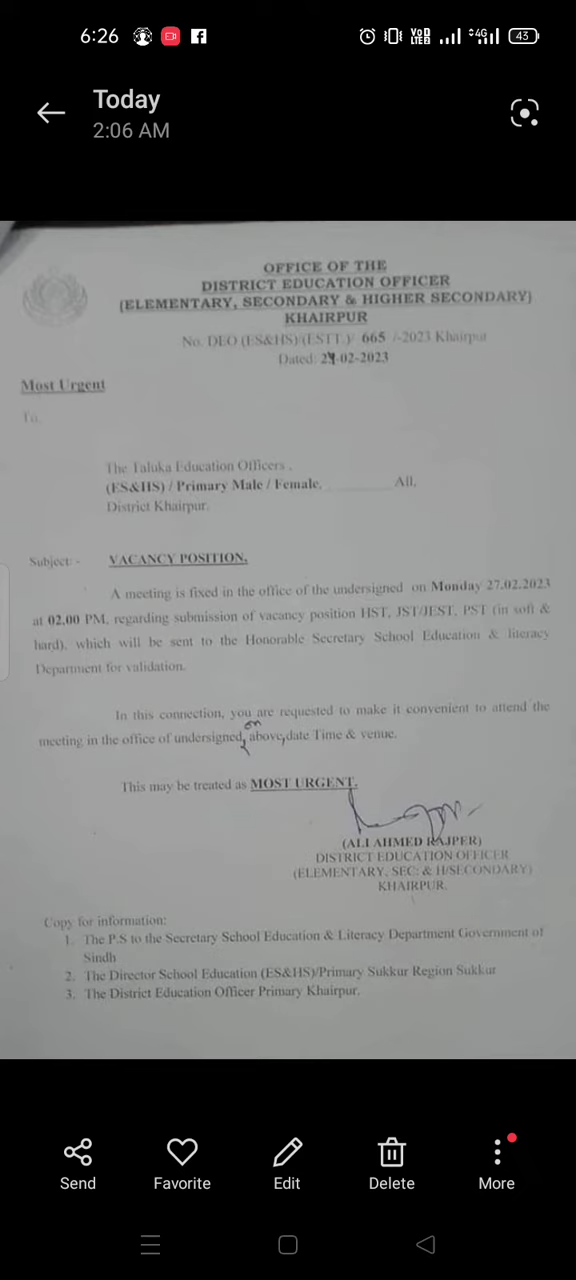 6:26
Vo D LTE 2 4G 43
Today
2:06 AM
OFFICE OF THE
DISTRICT EDUCATION OFFICER
(ELEMENTARY, SECONDARY & HIGHER SECONDARY)
KHAIRPUR
No. DEO (ES&HS)/(ESTT.)/ 665 /-2023 Khairpur
Dated: 2 -02-2023
Most Urgent
To,
The Taluka Education Officers ,
(ES&HS) / Primary Male / Female, All,
District Khairpur.
Subject: - VACANCY POSITION.
A meeting is fixed in the office of the undersigned on Monday 27.02.2023
at 02.00 PM, regarding submission of vacancy position HST, JST/JEST, PST (in soft &
hard), which will be sent to the Honorable Secretary School Education & literacy
Department for validation.
In this connection, you are requested to make it convenient to attend the
on
meeting in the office of undersigned, above, date Time & venue.
This may be treated as MOST URGENT.
(ALI AHMED RAJPER)
DISTRICT EDUCATION OFFICER
(ELEMENTARY, SEC: & H/SECONDARY)
KHAIRPUR.
Copy for information:
1. The P.S to the Secretary School Education & Literacy Department Government of
Sindh
2. The Director School Education (ES&HS)/Primary Sukkur Region Sukkur
3. The District Education Officer Primary Khairpur.
Send Favorite Edit Delete More